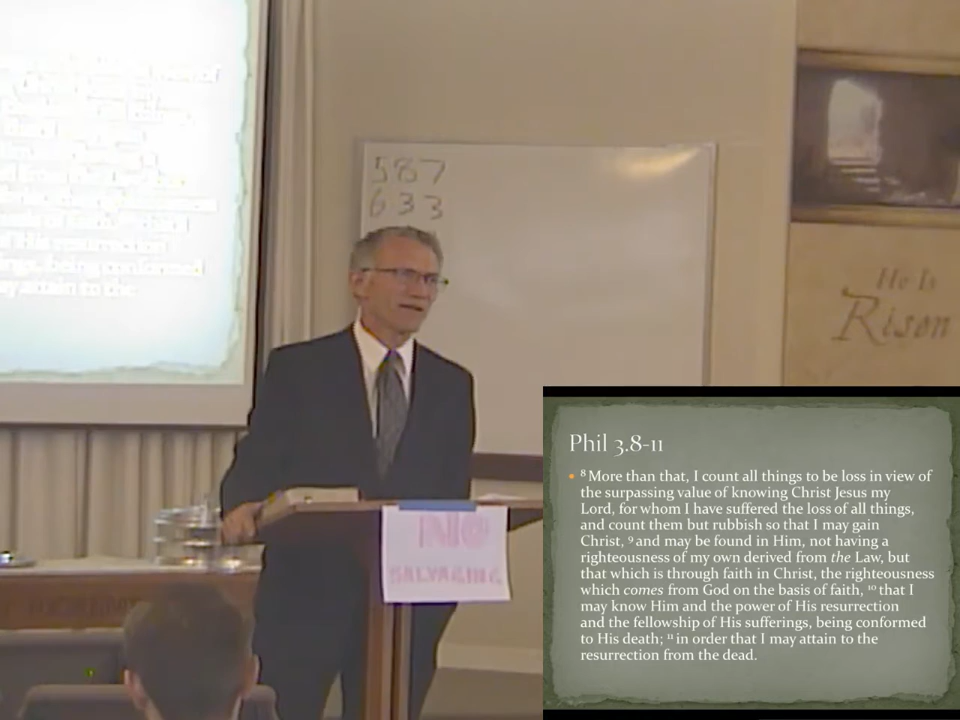 587
633
He Is
Risen
of His resurrection
being conformed
attain to the
NO
SALVAGING
Phil 3.8-11
• ⁸ More than that, I count all things to be loss in view of
the surpassing value of knowing Christ Jesus my
Lord, for whom I have suffered the loss of all things,
and count them but rubbish so that I may gain
Christ, ⁹ and may be found in Him, not having a
righteousness of my own derived from the Law, but
that which is through faith in Christ, the righteousness
which comes from God on the basis of faith, ¹⁰ that I
may know Him and the power of His resurrection
and the fellowship of His sufferings, being conformed
to His death; ¹¹ in order that I may attain to the
resurrection from the dead.